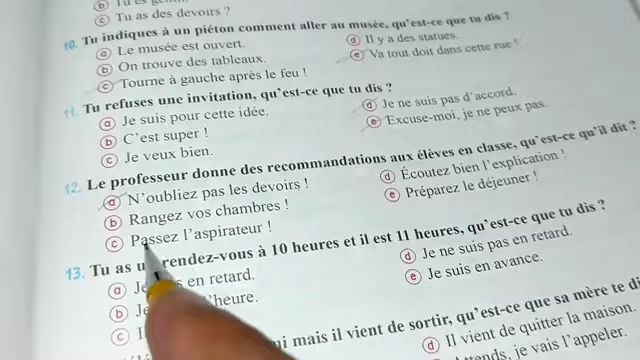 ⓒ Tu as des devoirs ?
10. Tu indiques à un piéton comment aller au musée, qu'est-ce que tu dis ?
ⓐ Le musée est ouvert.
ⓓ Il y a des statues.
ⓑ On trouve des tableaux.
ⓔ Va tout doit dans cette rue !
ⓒ Tourne à gauche après le feu !
11. Tu refuses une invitation, qu'est-ce que tu dis ?
ⓐ Je suis pour cette idée.
ⓓ Je ne suis pas d'accord.
ⓑ C'est super !
ⓔ Excuse-moi, je ne peux pas.
ⓒ Je veux bien.
12. Le professeur donne des recommandations aux élèves en classe, qu'est-ce qu'il dit ?
ⓐ N'oubliez pas les devoirs !
ⓓ Écoutez bien l'explication !
ⓑ Rangez vos chambres !
ⓔ Préparez le déjeuner !
ⓒ Passez l'aspirateur !
13. Tu as rendez-vous à 10 heures et il est 11 heures, qu'est-ce que tu dis ?
ⓐ en retard.
ⓓ Je ne suis pas en retard.
ⓑ l'heure.
ⓔ Je suis en avance.
ⓒ
mais il vient de sortir, qu'est-ce que sa mère te
ⓓ Il vient de quitter la maison.
je vais l'appeler.